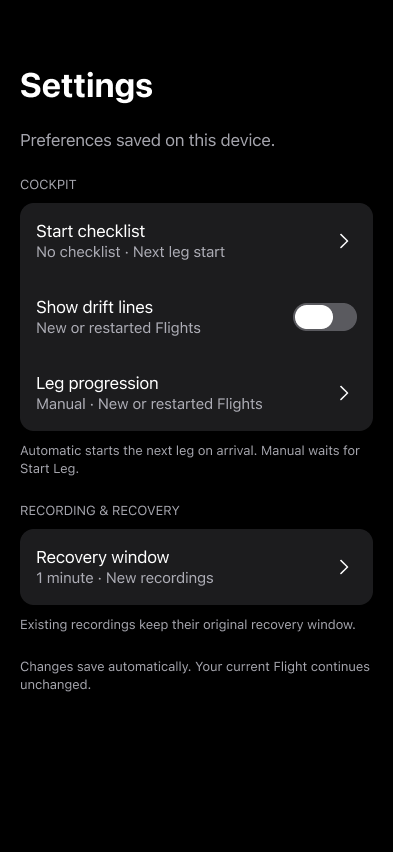 Settings
Preferences saved on this device.
COCKPIT
Start checklist
No checklist · Next leg start
Show drift lines
New or restarted Flights
Leg progression
Manual · New or restarted Flights
Automatic starts the next leg on arrival. Manual waits for
Start Leg.
RECORDING & RECOVERY
Recovery window
1 minute · New recordings
Existing recordings keep their original recovery window.
Changes save automatically. Your current Flight continues
unchanged.